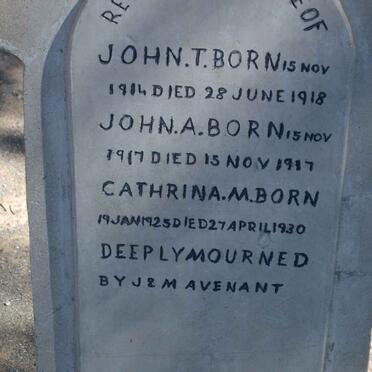 OF
JOHN.T.BORN 15 NOV
1914 DIED 28 JUNE 1918
JOHN.A.BORN 15 NOV
1917 DIED 15 NOV 1917
CATHRINA.M.BORN
19 JAN 1925 DIED 27 APRIL 1930
DEEPLY MOURNED
BY J & M AVENANT